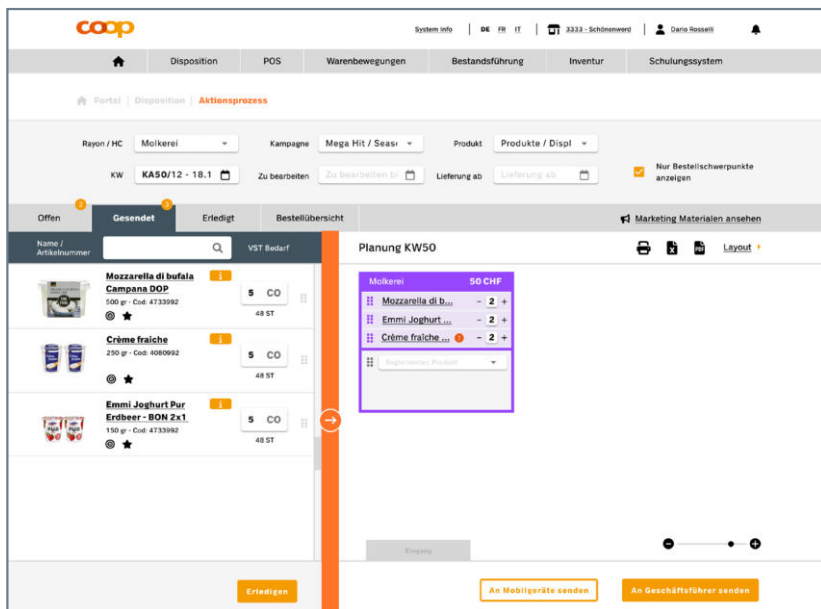 coop
System info | DE FR IT | 3333 - Schönenwerd | Dario Rosselli
Disposition POS Warenbewegungen Bestandsführung Inventur Schulungssystem
Portal | Disposition | Aktionsprozess
Rayon / HC Molkerei Kampagne Mega Hit / Seas Produkt Produkte / Displ
KW KA50/12 - 18.1 Zu bearbeiten Zu bearbeiten bi Lieferung ab Lieferung ab
Nur Bestellschwerpunkte
anzeigen
2 3
Offen Gesendet Erledigt Bestellübersicht Marketing Materialen ansehen
Name /
Artikelnummer
VST Bedarf
Planung KW50
X PDF Layout
Mozzarella di bufala
Campana DOP
500 gr - Cod: 4733992
i
5 CO
48 ST
Crème fraîche
250 gr - Cod: 4080992
i
5 CO
48 ST
Emmi Joghurt Pur
Erdbeer - BON 2x1
150 gr - Cod: 4733992
i
5 CO
48 ST
Molkerei 50 CHF
Mozzarella di b... - 2 +
Emmi Joghurt ... - 2 +
Crème fraîche ... ! - 2 +
Produkt
Eingang
Erledigen
An Mobilgeräte senden
An Geschäftsführer senden